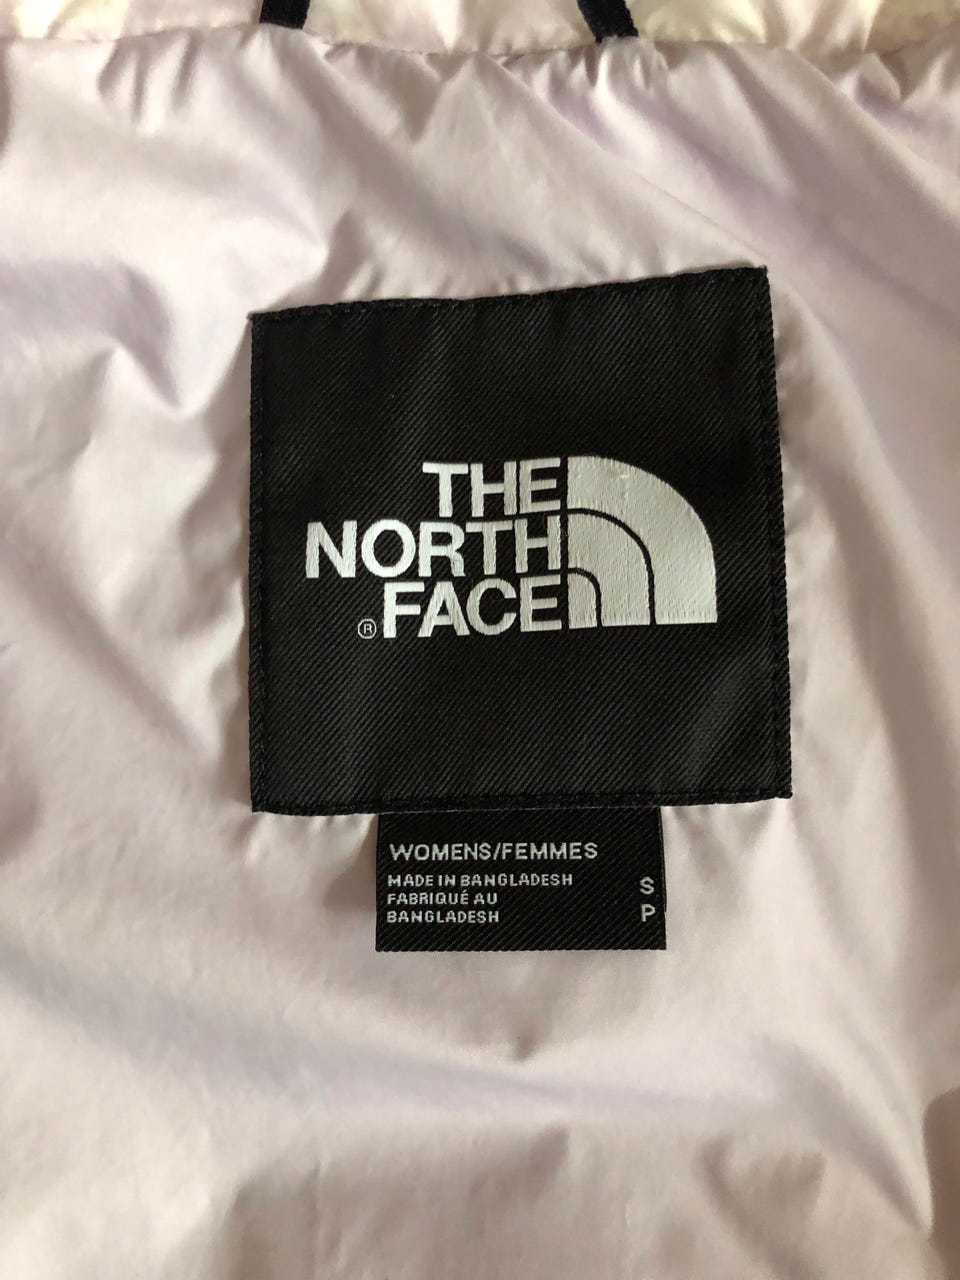 THE
NORTH
®FACE
WOMENS/FEMMES
MADE IN BANGLADESH
FABRIQUÉ AU
BANGLADESH
S
P